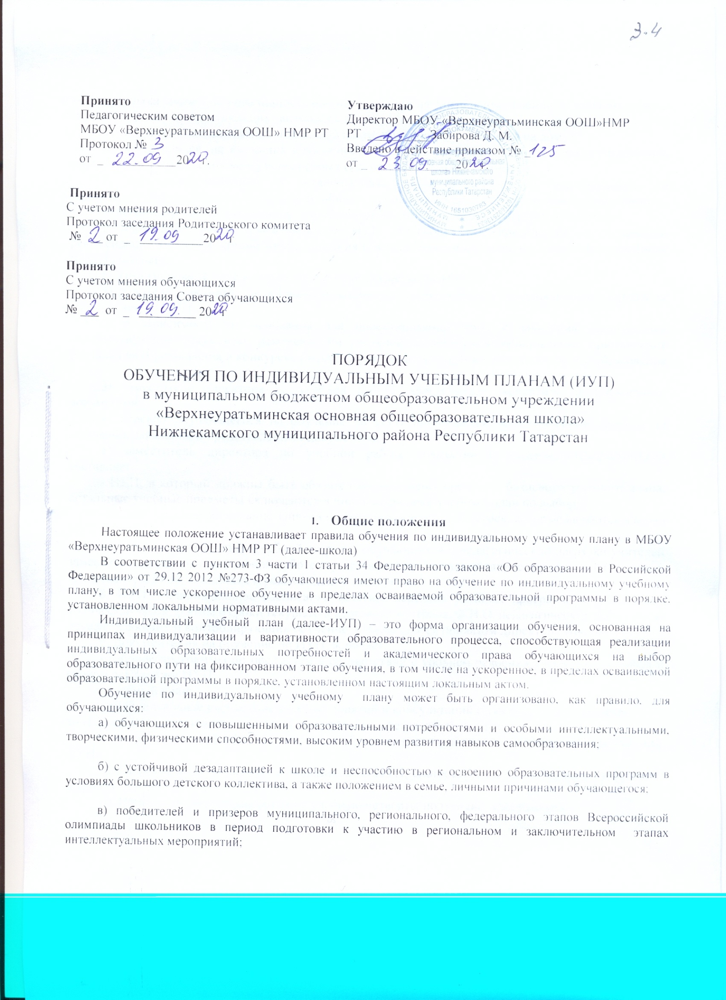 3.4
Принято
Педагогическим советом
МБОУ «Верхнеуратьминская ООШ» НМР РТ
Протокол № 3
от _ 22.09 2020г.
Утверждаю
Директор МБОУ «Верхнеуратьминская ООШ»НМР
РТ Забирова Д. М.
Введено в действие приказом № 125
от _ 23.09. 2020г.
школа» Нижнекамского
муниципального района
Республики Татарстан
ИНН 1651030783
Принято
С учетом мнения родителей
Протокол заседания Родительского комитета
№ 2 от _ 19.09 2020г
Принято
С учетом мнения обучающихся
Протокол заседания Совета обучающихся
№ 2 от _ 19.09. 2020г
ПОРЯДОК
ОБУЧЕНИЯ ПО ИНДИВИДУАЛЬНЫМ УЧЕБНЫМ ПЛАНАМ (ИУП)
в муниципальном бюджетном общеобразовательном учреждении
«Верхнеуратьминская основная общеобразовательная школа»
Нижнекамского муниципального района Республики Татарстан
1. Общие положения
Настоящее положение устанавливает правила обучения по индивидуальному учебному плану в МБОУ
«Верхнеуратьминская ООШ» НМР РТ (далее-школа)
В соответствии с пунктом 3 части 1 статьи 34 Федерального закона «Об образовании в Российской
Федерации» от 29.12 2012 №273-ФЗ обучающиеся имеют право на обучение по индивидуальному учебному
плану, в том числе ускоренное обучение в пределах осваиваемой образовательной программы в порядке,
установленном локальными нормативными актами.
Индивидуальный учебный план (далее-ИУП) – это форма организации обучения, основанная на
принципах индивидуализации и вариативности образовательного процесса, способствующая реализации
индивидуальных образовательных потребностей и академического права обучающихся на выбор
образовательного пути на фиксированном этапе обучения, в том числе на ускоренное, в пределах осваиваемой
образовательной программы в порядке, установленном настоящим локальным актом.
Обучение по индивидуальному учебному плану может быть организовано, как правило, для
обучающихся:
а) обучающихся с повышенными образовательными потребностями и особыми интеллектуальными,
творческими, физическими способностями, высоким уровнем развития навыков самообразования;
б) с устойчивой дезадаптацией к школе и неспособностью к освоению образовательных программ в
условиях большого детского коллектива, а также положением в семье, личными причинами обучающегося;
в) победителей и призеров муниципального, регионального, федерального этапов Всероссийской
олимпиады школьников в период подготовки к участию в региональном и заключительном этапах
интеллектуальных мероприятий;